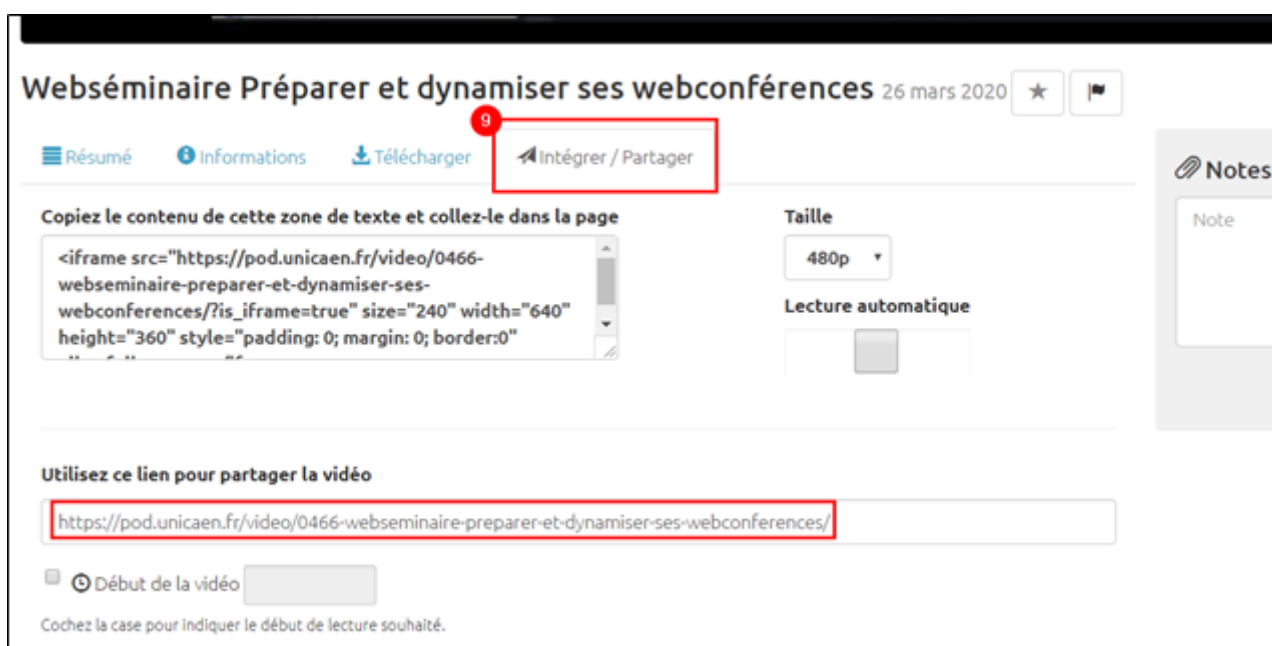 Webséminaire Préparer et dynamiser ses webconférences 26 mars 2020
9
Résumé Informations Télécharger Intégrer / Partager
Notes
Copiez le contenu de cette zone de texte et collez-le dans la page
Taille
Note
<iframe src="https://pod.unicaen.fr/video/0466-
webseminaire-preparer-et-dynamiser-ses-
webconferences/?is_iframe=true" size="240" width="640"
height="360" style="padding: 0; margin: 0; border:0"
480p
Lecture automatique
Utilisez ce lien pour partager la vidéo
https://pod.unicaen.fr/video/0466-webseminaire-preparer-et-dynamiser-ses-webconferences/
Début de la vidéo
Cochez la case pour indiquer le début de lecture souhaité.